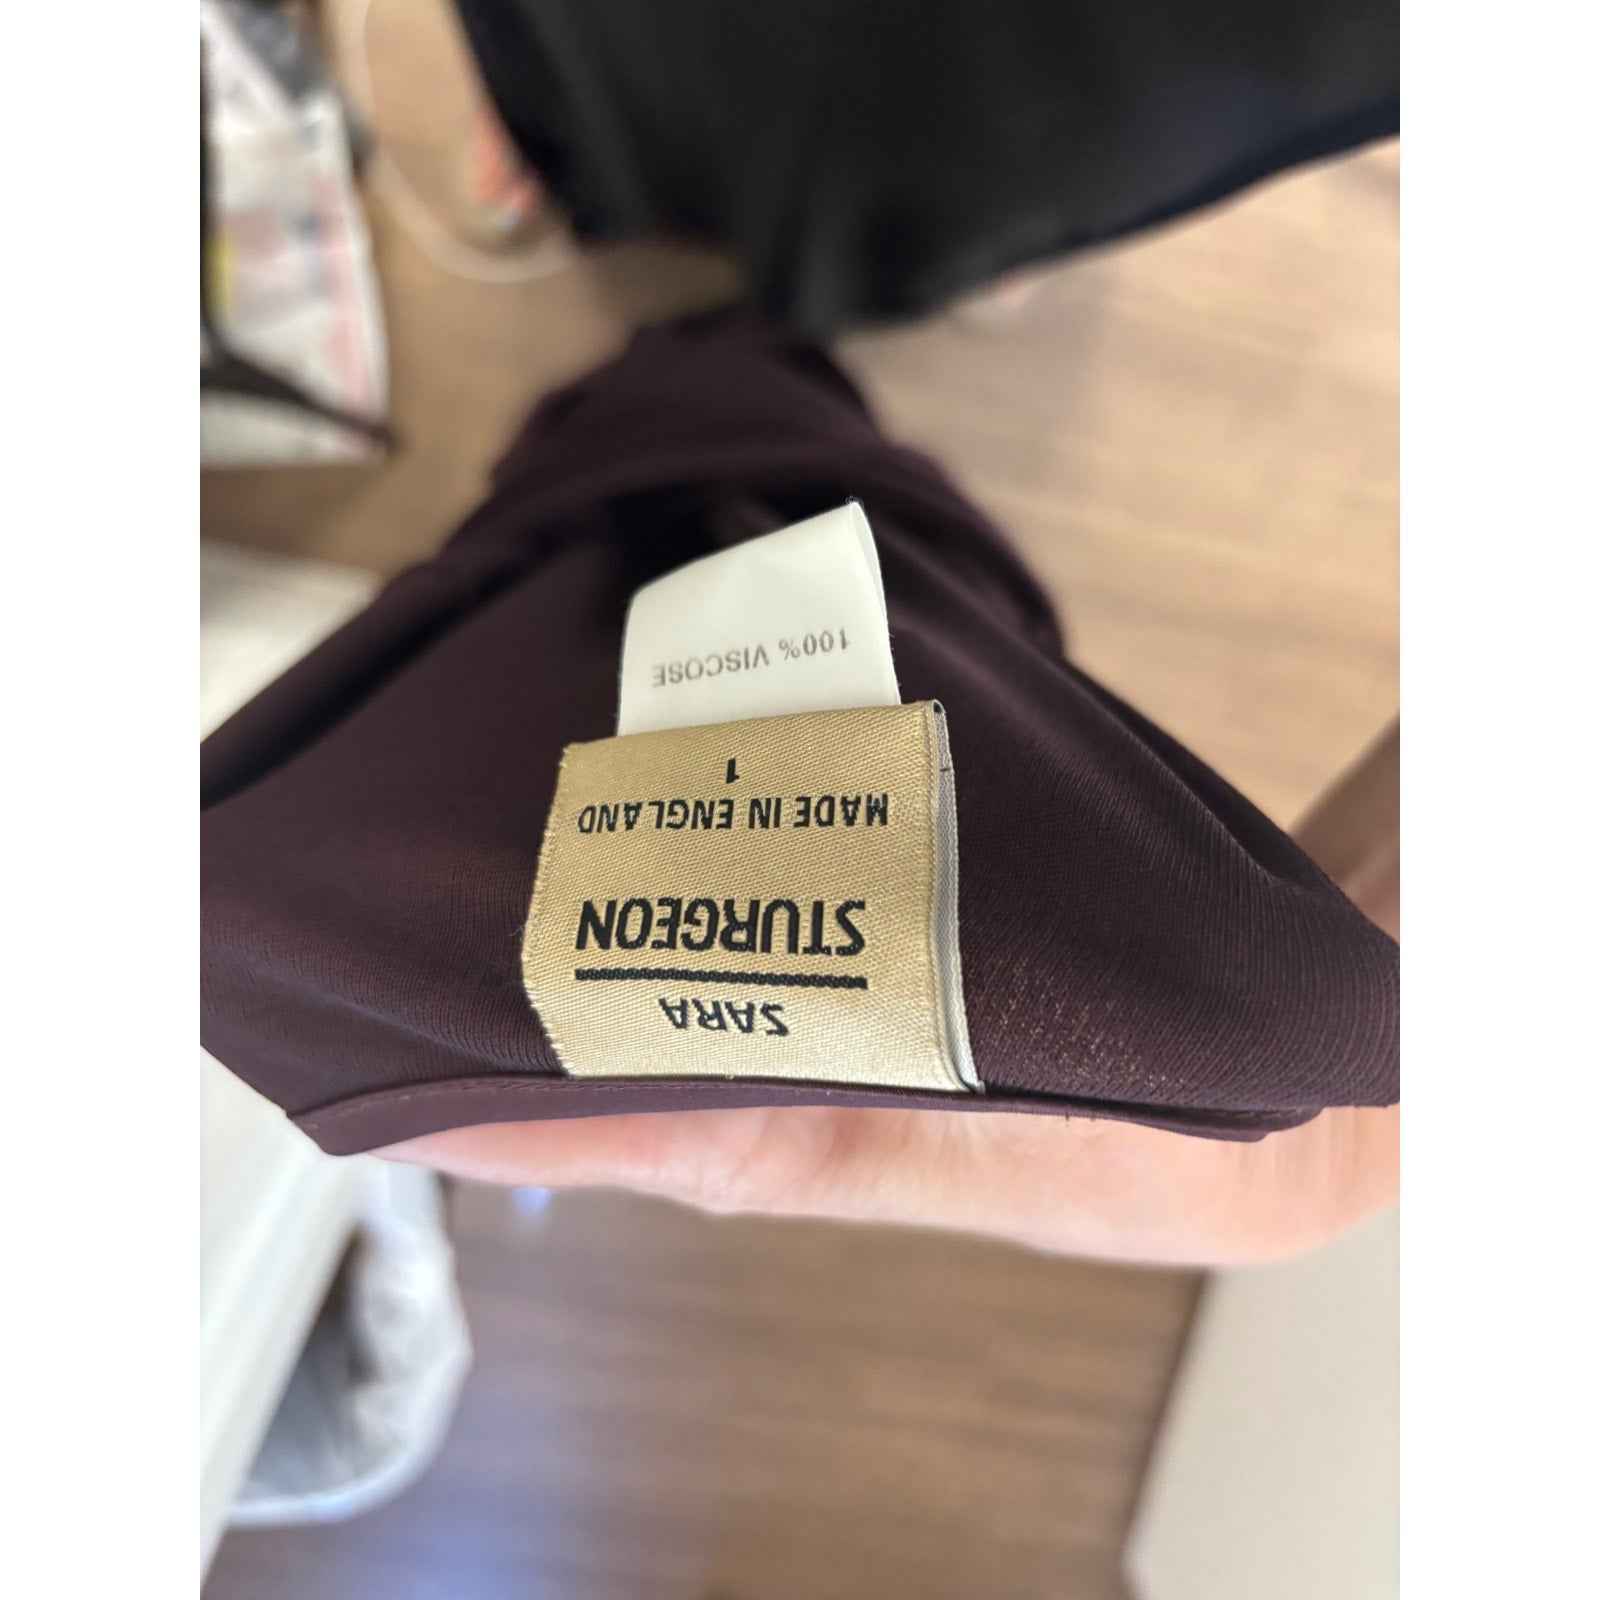 SARA
STURGEON
MADE IN ENGLAND
1
100% VISCOSE